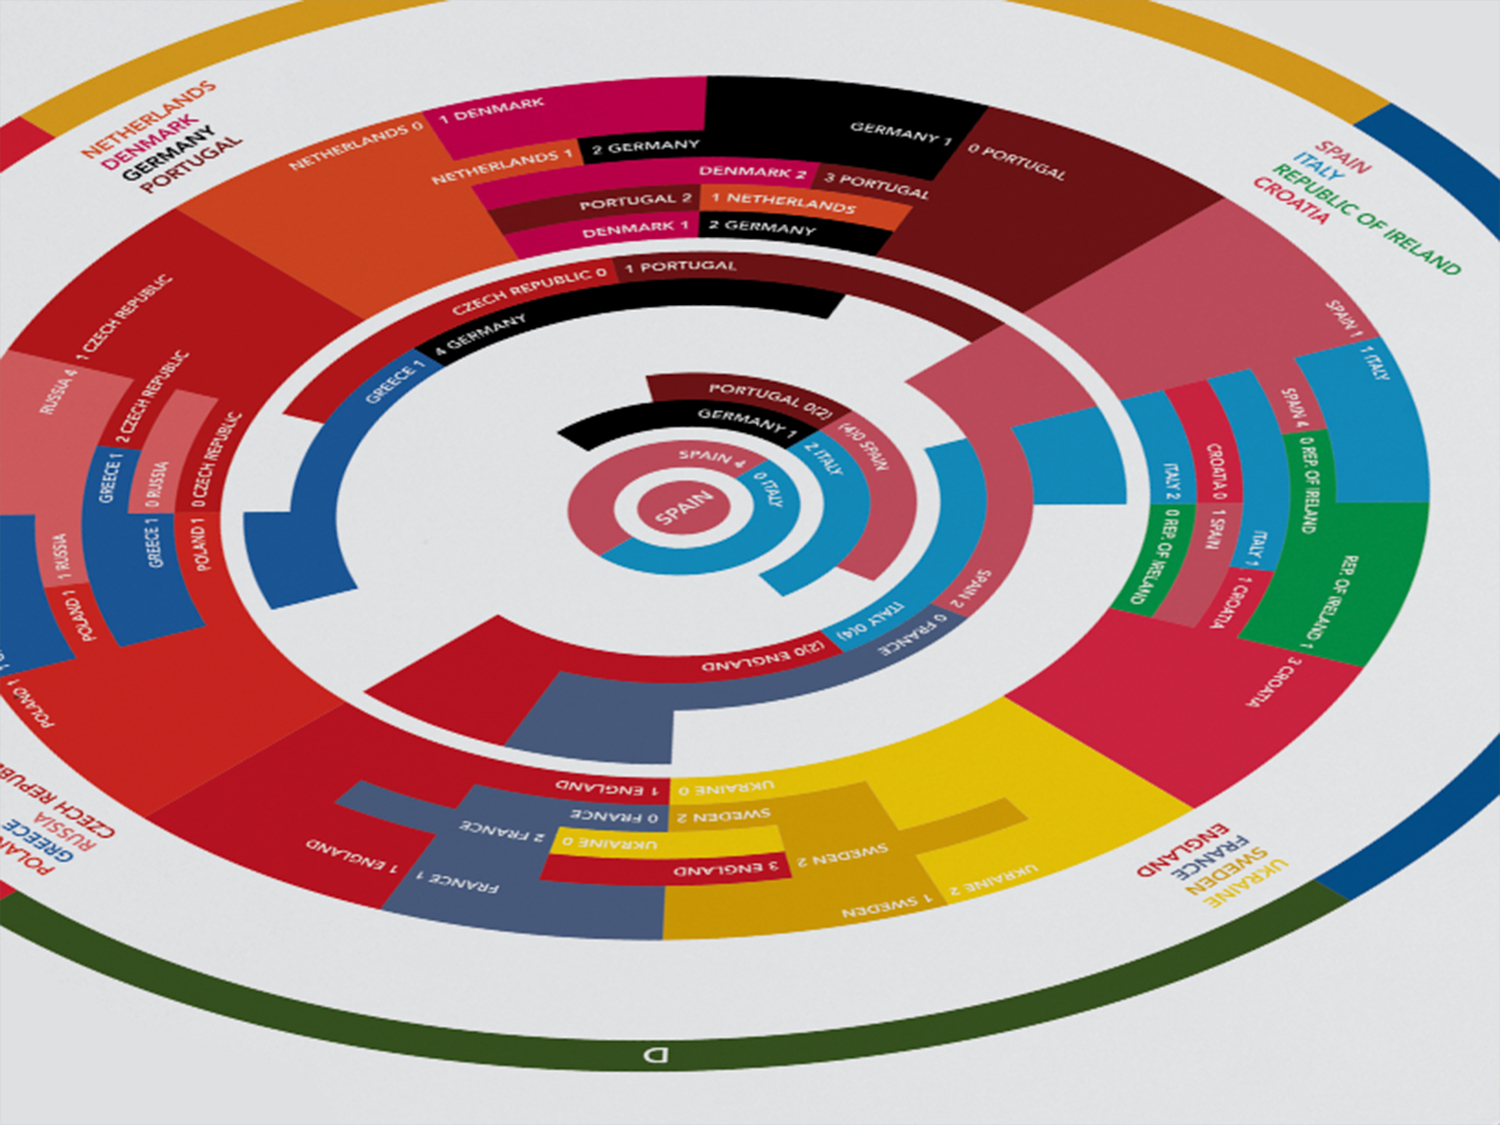 NETHERLANDS
DENMARK
GERMANY
PORTUGAL
SPAIN
ITALY
REPUBLIC OF IRELAND
CROATIA
NETHERLANDS 0
1 DENMARK
GERMANY 1
0 PORTUGAL
NETHERLANDS 1
2 GERMANY
DENMARK 2
3 PORTUGAL
PORTUGAL 2
1 NETHERLANDS
DENMARK 1
2 GERMANY
CZECH REPUBLIC 0
1 PORTUGAL
GREECE 1
4 GERMANY
PORTUGAL 0(2)
(4)0 SPAIN
GERMANY 1
2 ITALY
SPAIN 4
0 ITALY
SPAIN
SPAIN 2
0 FRANCE
ITALY 0(4)
(2)0 ENGLAND
SPAIN 1
1 ITALY
SPAIN 4
0 REP. OF IRELAND
ITALY 1
1 CROATIA
CROATIA 0
1 SPAIN
ITALY 2
0 REP. OF IRELAND
REP. OF IRELAND 1
3 CROATIA
RUSSIA 4
1 CZECH REPUBLIC
2 CZECH REPUBLIC
GREECE 1
0 RUSSIA
GREECE 1
0 CZECH REPUBLIC
POLAND 1
1 RUSSIA
POLAND 1
POLAND 1
UKRAINE 0
1 ENGLAND
SWEDEN 2
0 FRANCE
UKRAINE 0
2 FRANCE
SWEDEN 2
3 ENGLAND
1 ENGLAND
FRANCE 1
UKRAINE 2
1 SWEDEN
UKRAINE
SWEDEN
FRANCE
ENGLAND
RUSSIA
GREECE
D